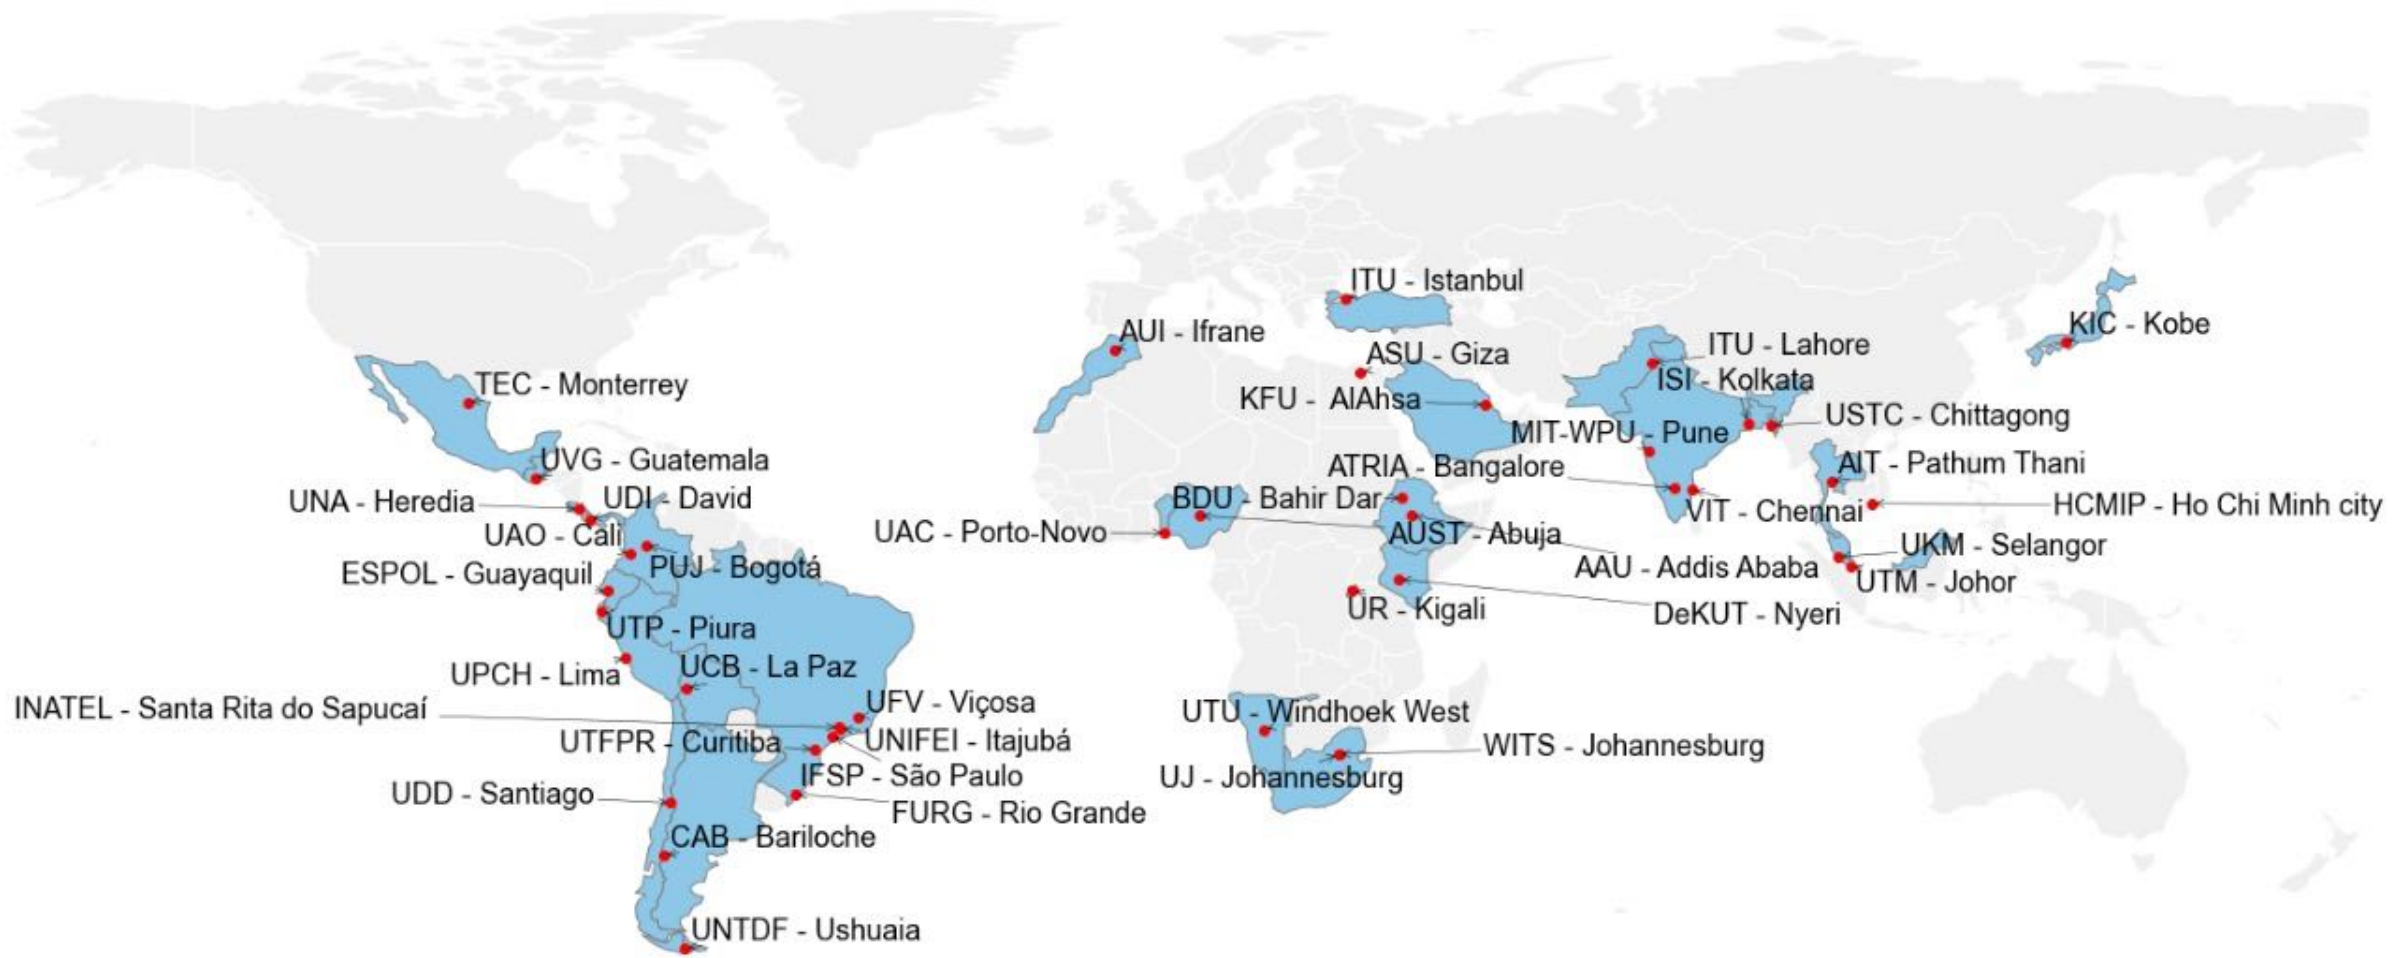 ITU - Istanbul
KIC - Kobe
AUI - Ifrane
ITU - Lahore
ASU - Giza
ISI - Kolkata
TEC - Monterrey
KFU - AlAhsa
USTC - Chittagong
MIT-WPU - Pune
UVG - Guatemala
ATRIA - Bangalore
AIT - Pathum Thani
UNA - Heredia
UDI - David
BDU - Bahir Dar
VIT - Chennai
HCMIP - Ho Chi Minh city
UAO - Cali
UAC - Porto-Novo
AUST - Abuja
UKM - Selangor
ESPOL - Guayaquil
PUJ - Bogotá
AAU - Addis Ababa
UTM - Johor
UR - Kigali
DeKUT - Nyeri
UTP - Piura
UPCH - Lima
UCB - La Paz
INATEL - Santa Rita do Sapucaí
UFV - Viçosa
UTU - Windhoek West
UTFPR - Curitiba
UNIFEI - Itajubá
WITS - Johannesburg
IFSP - São Paulo
UJ - Johannesburg
UDD - Santiago
FURG - Rio Grande
CAB - Bariloche
UNTDF - Ushuaia